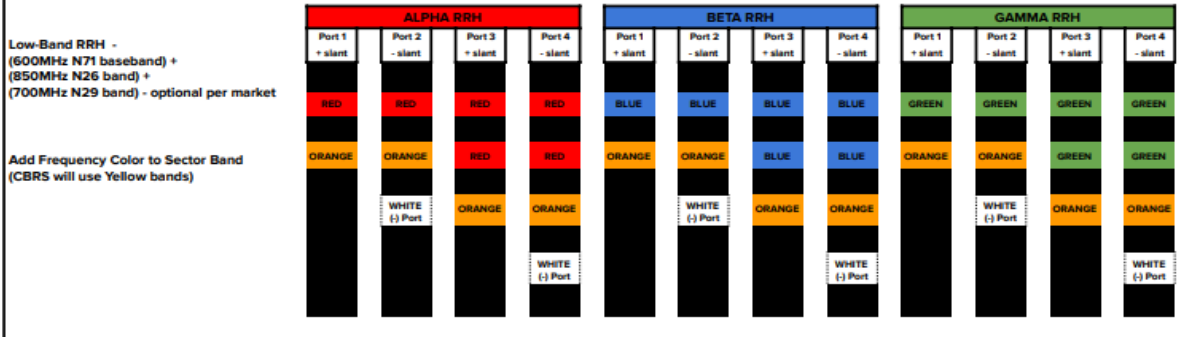 ALPHA RRH BETA RRH GAMMA RRH
Port 1 Port 2 Port 3 Port 4 Port 1 Port 2 Port 3 Port 4 Port 1 Port 2 Port 3 Port 4
+ slant - slant + slant - slant + slant - slant + slant - slant + slant - slant + slant - slant
Low-Band RRH -
(600MHz N71 baseband) +
(850MHz N26 band) +
(700MHz N29 band) - optional per market
RED RED RED RED BLUE BLUE BLUE BLUE GREEN GREEN GREEN GREEN
Add Frequency Color to Sector Band
(CBRS will use Yellow bands)
ORANGE ORANGE RED RED ORANGE ORANGE BLUE BLUE ORANGE ORANGE GREEN GREEN
WHITE ORANGE ORANGE WHITE ORANGE ORANGE WHITE ORANGE ORANGE
(-) Port (-) Port (-) Port
WHITE WHITE WHITE
(-) Port (-) Port (-) Port